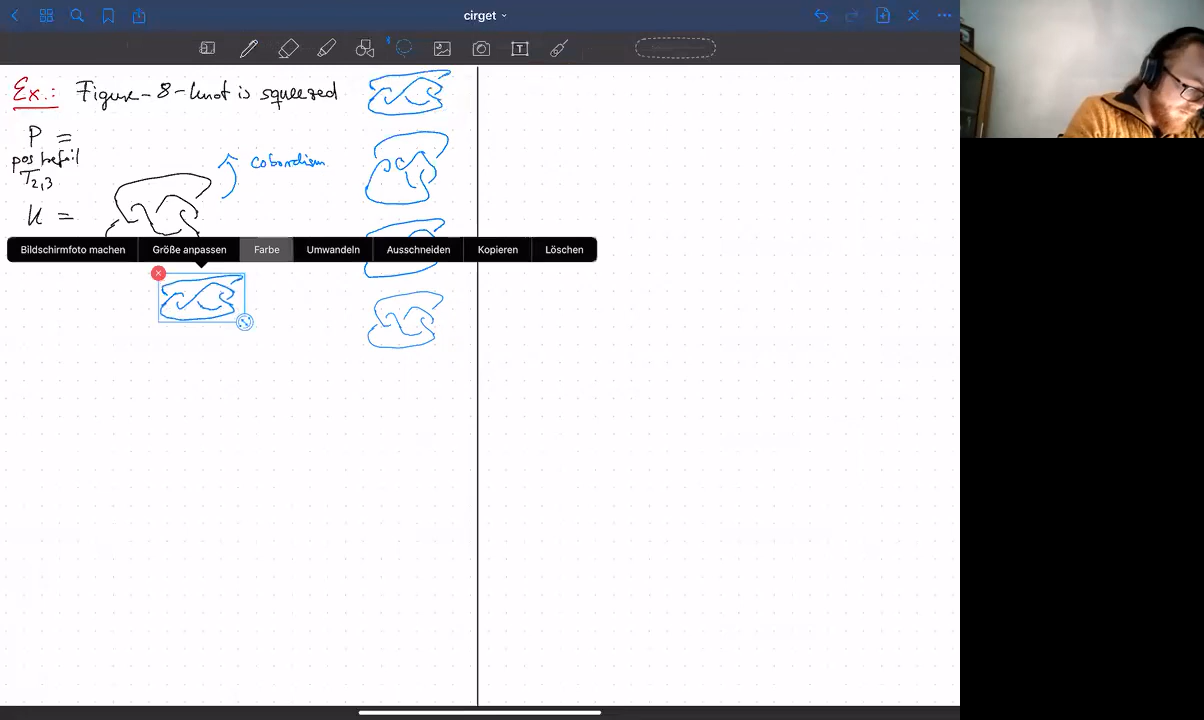 cirget
Ex.: Figure-8-knot is squeezed
P =
pos trefoil
T2,3
cobordism
K =
Bildschirmfoto machen Größe anpassen Farbe Umwandeln Ausschneiden Kopieren Löschen